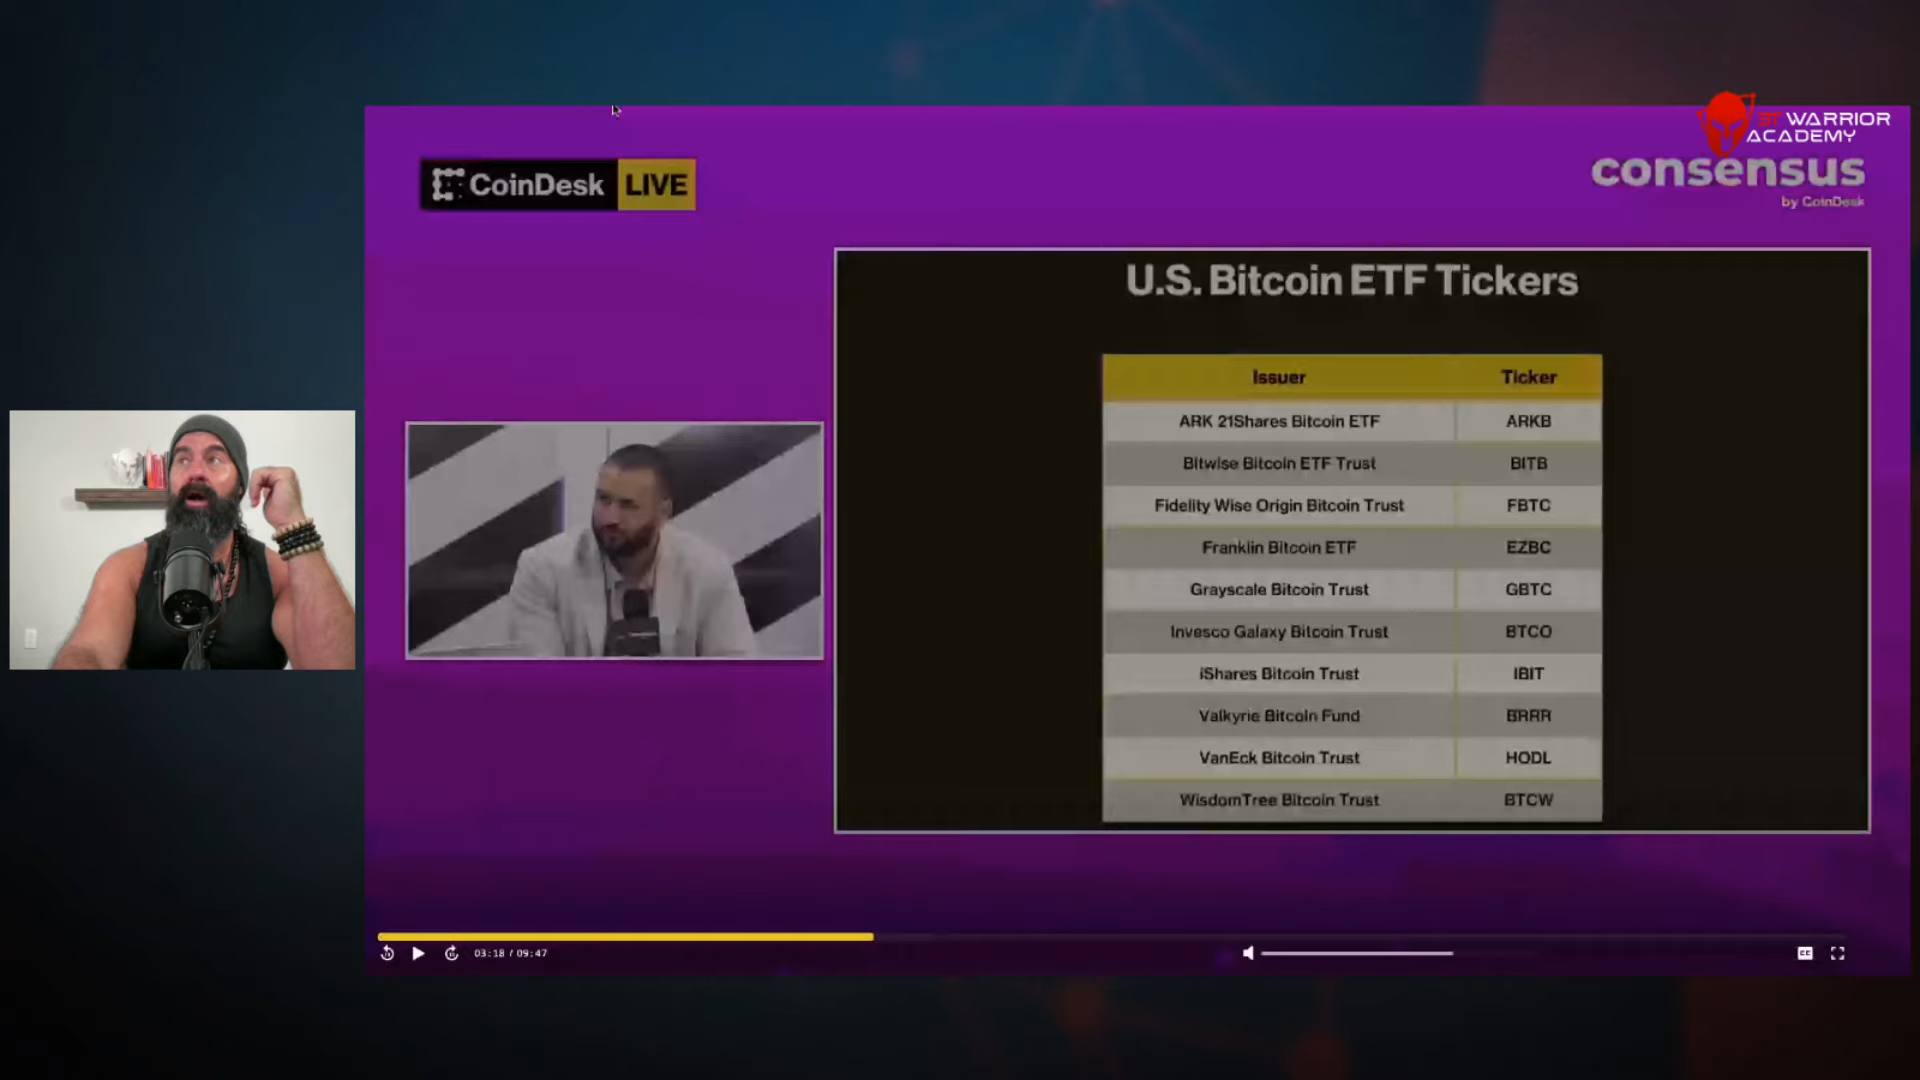 3T WARRIOR
ACADEMY
CoinDesk LIVE
consensus
by CoinDesk
U.S. Bitcoin ETF Tickers
Issuer Ticker
ARK 21Shares Bitcoin ETF ARKB
Bitwise Bitcoin ETF Trust BITB
Fidelity Wise Origin Bitcoin Trust FBTC
Franklin Bitcoin ETF EZBC
Grayscale Bitcoin Trust GBTC
Invesco Galaxy Bitcoin Trust BTCO
iShares Bitcoin Trust IBIT
Valkyrie Bitcoin Fund BRRR
VanEck Bitcoin Trust HODL
WisdomTree Bitcoin Trust BTCW
03:18 / 09:47
CC